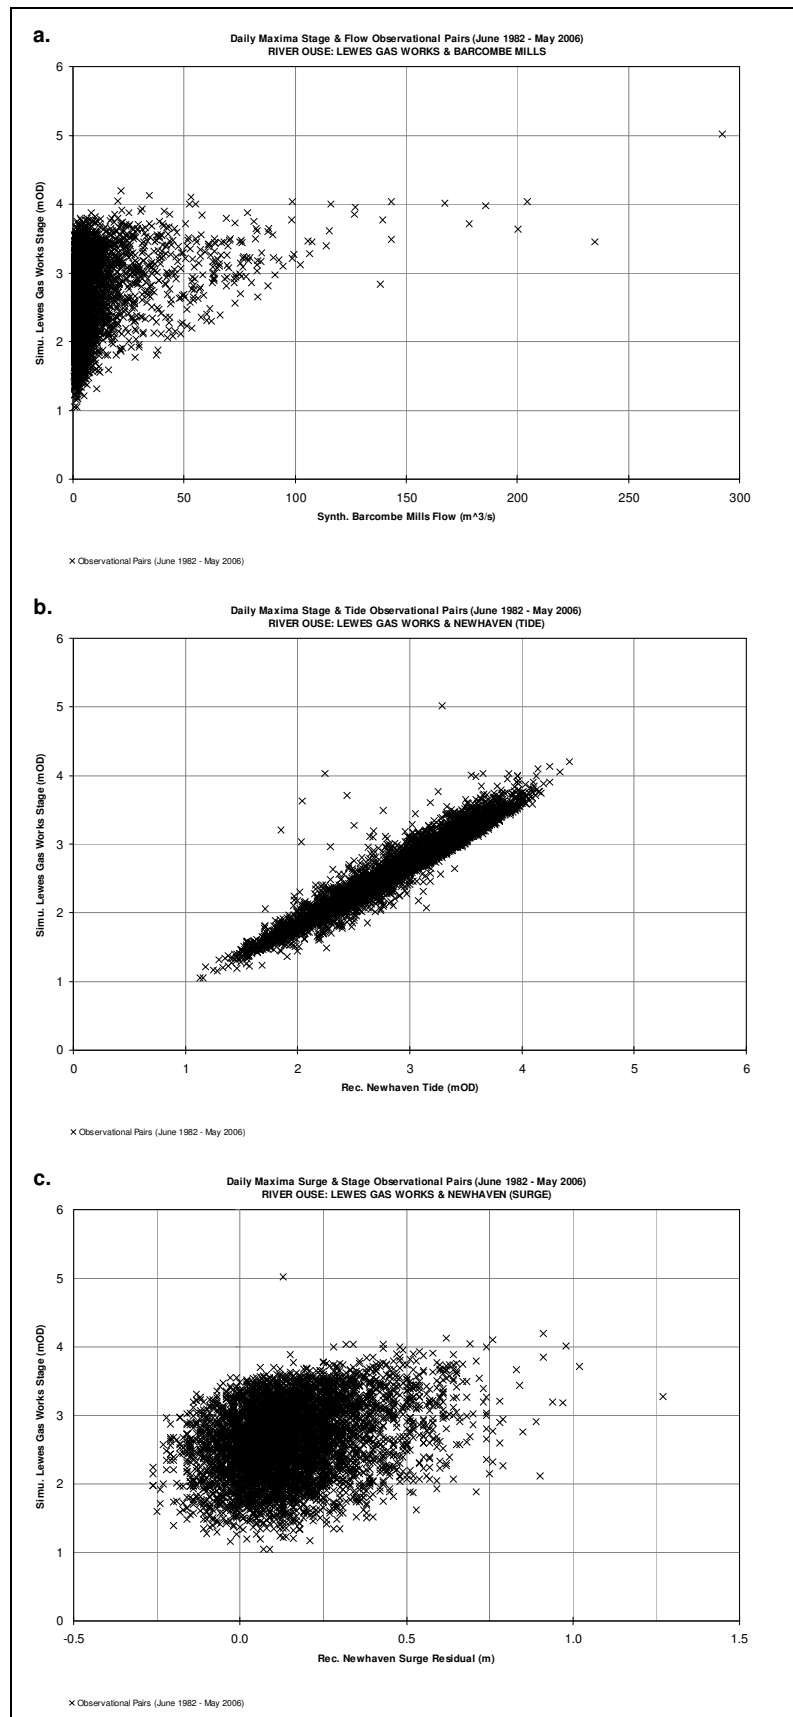 a.
Daily Maxima Stage & Flow Observational Pairs (June 1982 - May 2006)
RIVER OUSE: LEWES GAS WORKS & BARCOMBE MILLS
6
5
4
3
2
1
0
Simu. Lewes Gas Works Stage (mOD)
0 50 100 150 200 250 300
Synth. Barcombe Mills Flow (m^3/s)
Observational Pairs (June 1982 - May 2006)
b.
Daily Maxima Stage & Tide Observational Pairs (June 1982 - May 2006)
RIVER OUSE: LEWES GAS WORKS & NEWHAVEN (TIDE)
6
5
4
3
2
1
0
Simu. Lewes Gas Works Stage (mOD)
0 1 2 3 4 5 6
Rec. Newhaven Tide (mOD)
Observational Pairs (June 1982 - May 2006)
c.
Daily Maxima Surge & Stage Observational Pairs (June 1982 - May 2006)
RIVER OUSE: LEWES GAS WORKS & NEWHAVEN (SURGE)
6
5
4
3
2
1
0
Simu. Lewes Gas Works Stage (mOD)
-0.5 0.0 0.5 1.0 1.5
Rec. Newhaven Surge Residual (m)
Observational Pairs (June 1982 - May 2006)